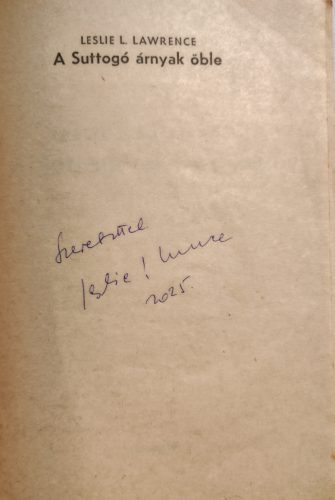 LESLIE L. LAWRENCE
A Suttogó árnyak öble
Szeretettel
Leslie L. Lawrence
2025.